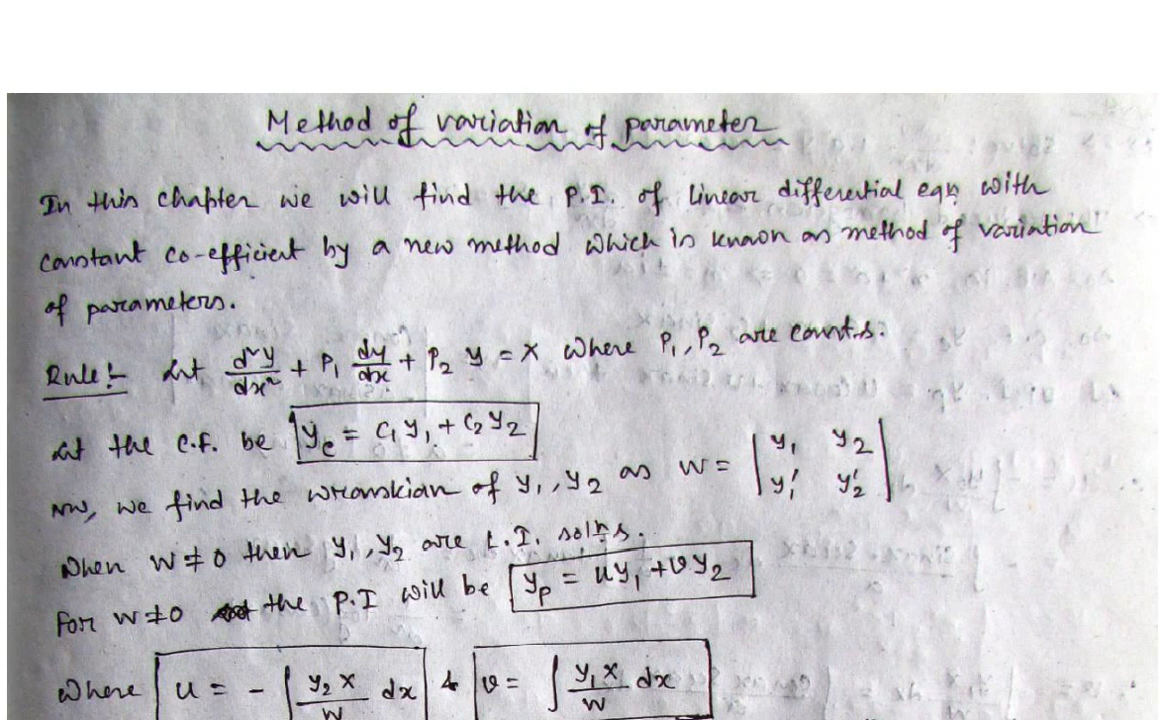 Method of variation of parameter
In this chapter we will find the P.I. of linear differential eqn with
constant co-efficient by a new method which is known as method of variation
of parameters.
Rule:- Let d²y/dx² + P₁ dy/dx + P₂ y = X where P₁, P₂ are const.s.
Let the C.F. be y_c = C₁y₁ + C₂y₂
Now, we find the wronskian of y₁, y₂ as W = | y₁ y₂ |
| y₁′ y₂′ |
When W ≠ 0 then y₁, y₂ are L.I. solns.
For W ≠ 0 the P.I will be y_p = uy₁ + vy₂
Where u = - ∫ y₂X/W dx & v = ∫ y₁X/W dx